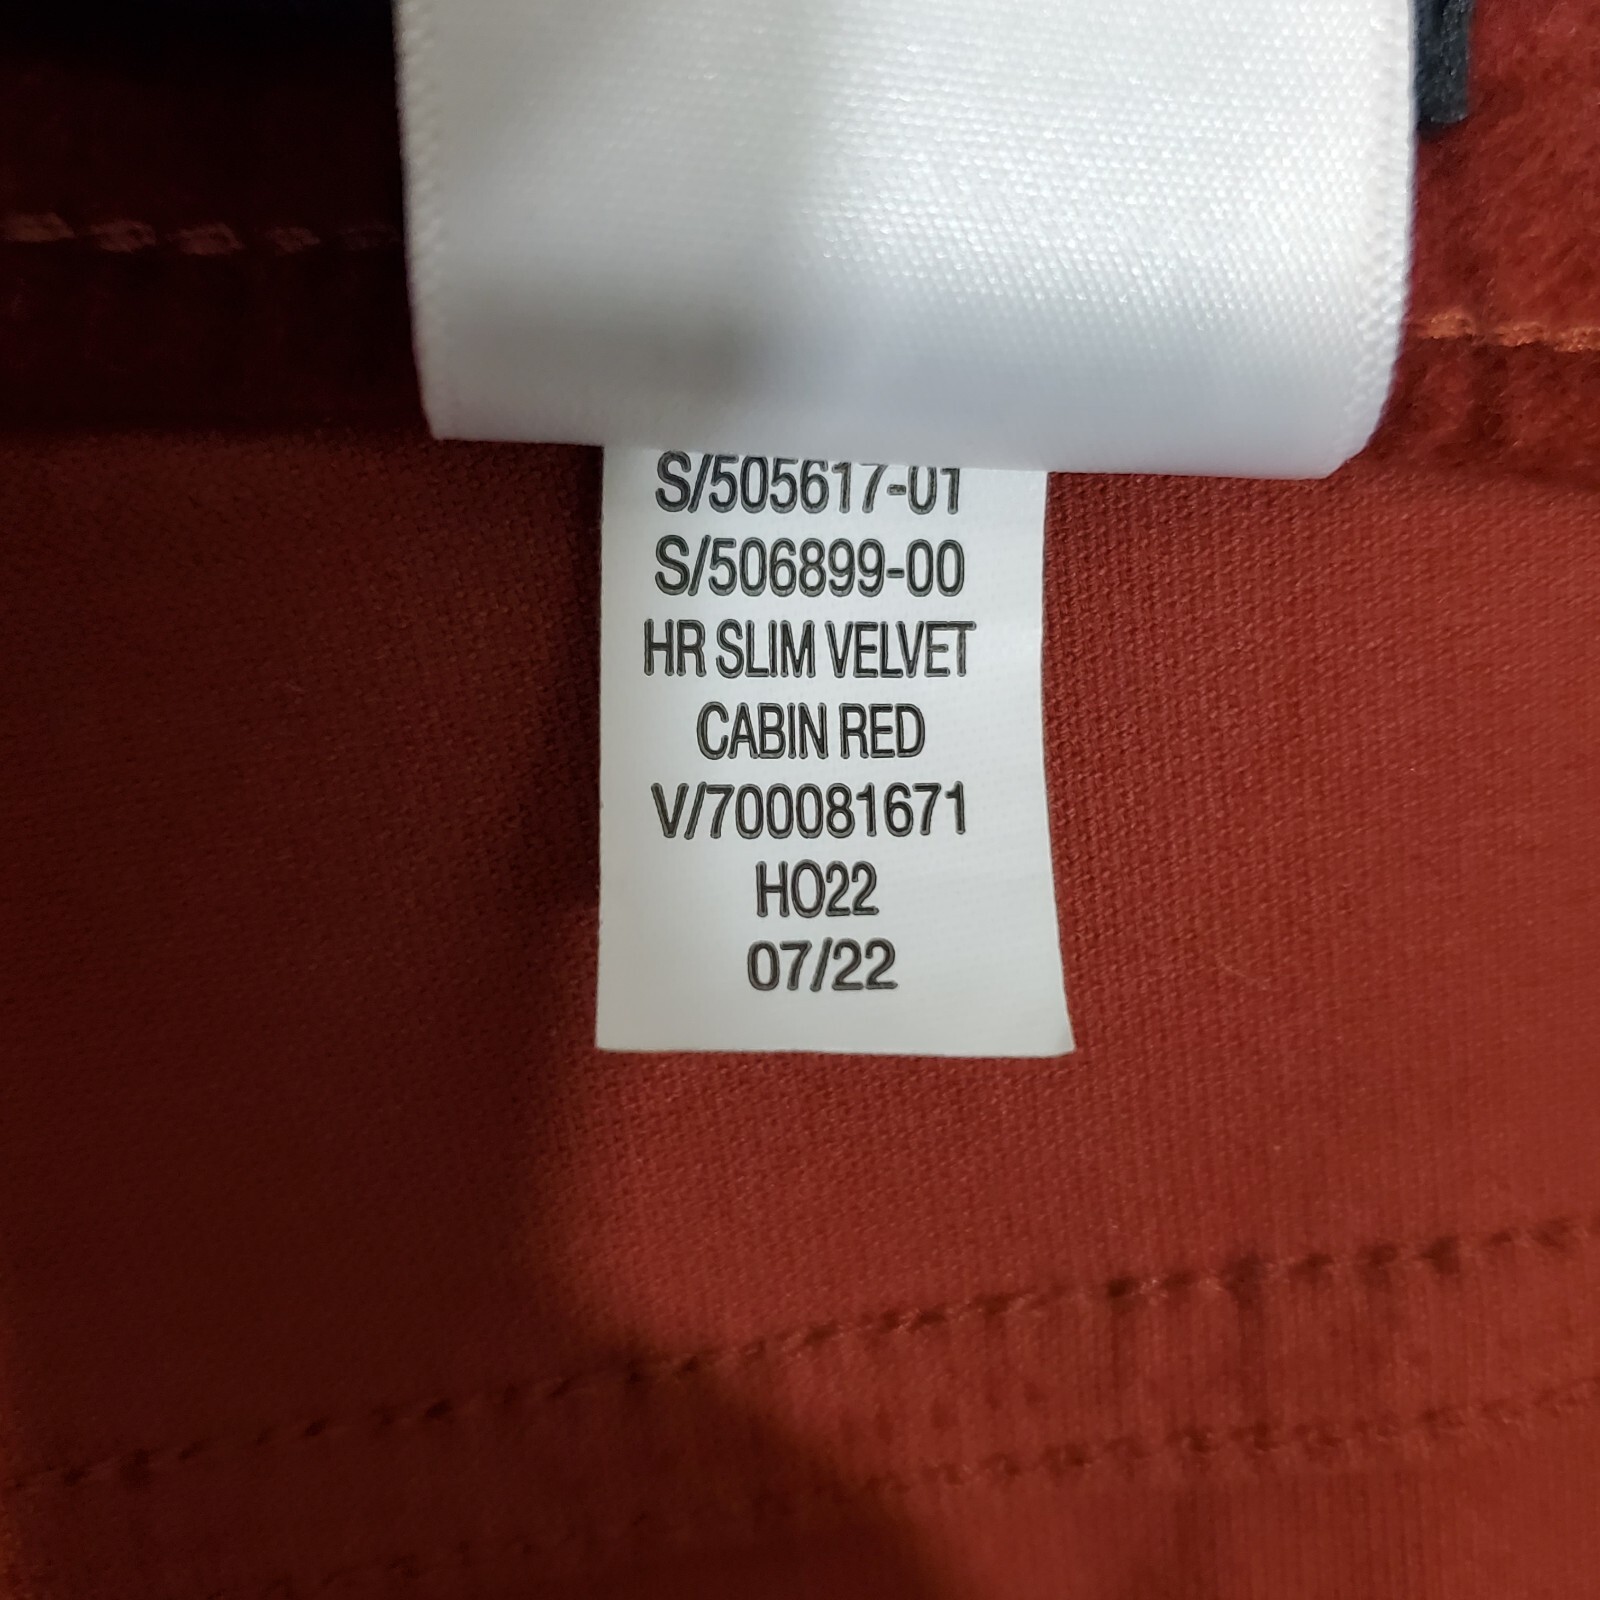 S/505617-01
S/506899-00
HR SLIM VELVET
CABIN RED
V/700081671
HO22
07/22